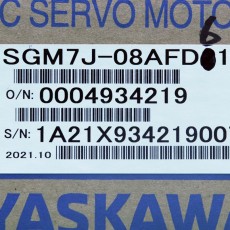 C SERVO MOTO
6
SGM7J-08AFD 1
O/N: 0004934219
S/N: 1A21X93421900
2021.10
YASKAWA